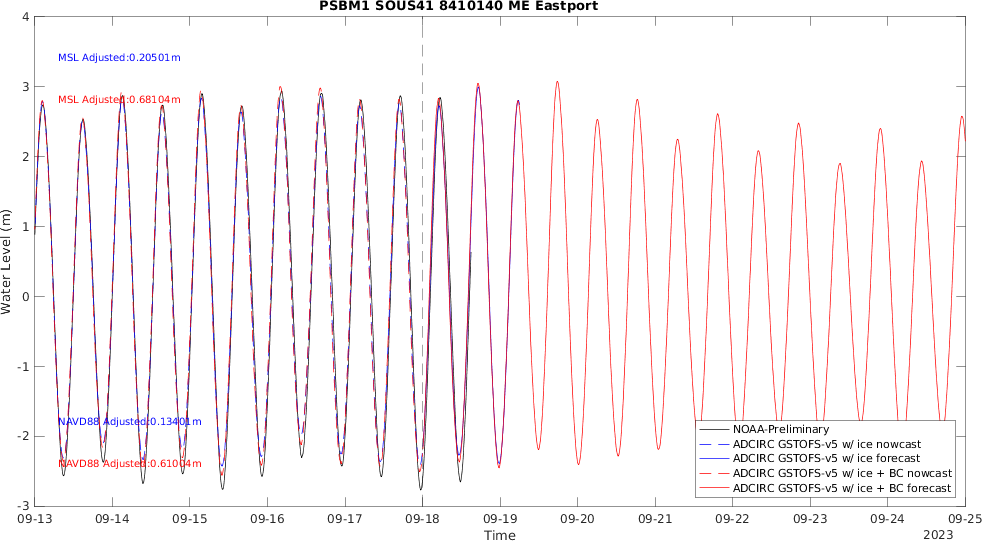 PSBM1 SOUS41 8410140 ME Eastport
4
3
2
1
0
-1
-2
-3
Water Level (m)
MSL Adjusted:0.20501m
MSL Adjusted:0.68104m
NAVD88 Adjusted:0.13401m
NAVD88 Adjusted:0.61004m
NOAA-Preliminary
ADCIRC GSTOFS-v5 w/ ice nowcast
ADCIRC GSTOFS-v5 w/ ice forecast
ADCIRC GSTOFS-v5 w/ ice + BC nowcast
ADCIRC GSTOFS-v5 w/ ice + BC forecast
09-13 09-14 09-15 09-16 09-17 09-18 09-19 09-20 09-21 09-22 09-23 09-24 09-25
Time
2023